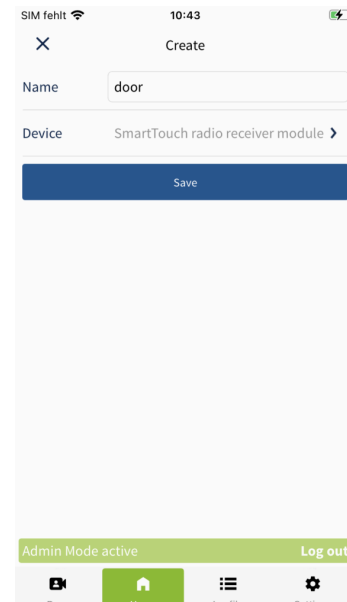 SIM fehlt 10:43
Create
Name door
Device SmartTouch radio receiver module
Save
Admin Mode active Log out